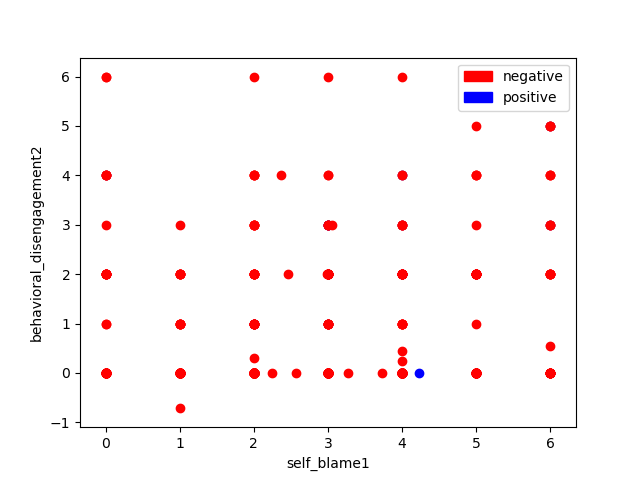 negative
positive
6
5
4
3
2
1
0
−1
behavioral_disengagement2
0 1 2 3 4 5 6
self_blame1